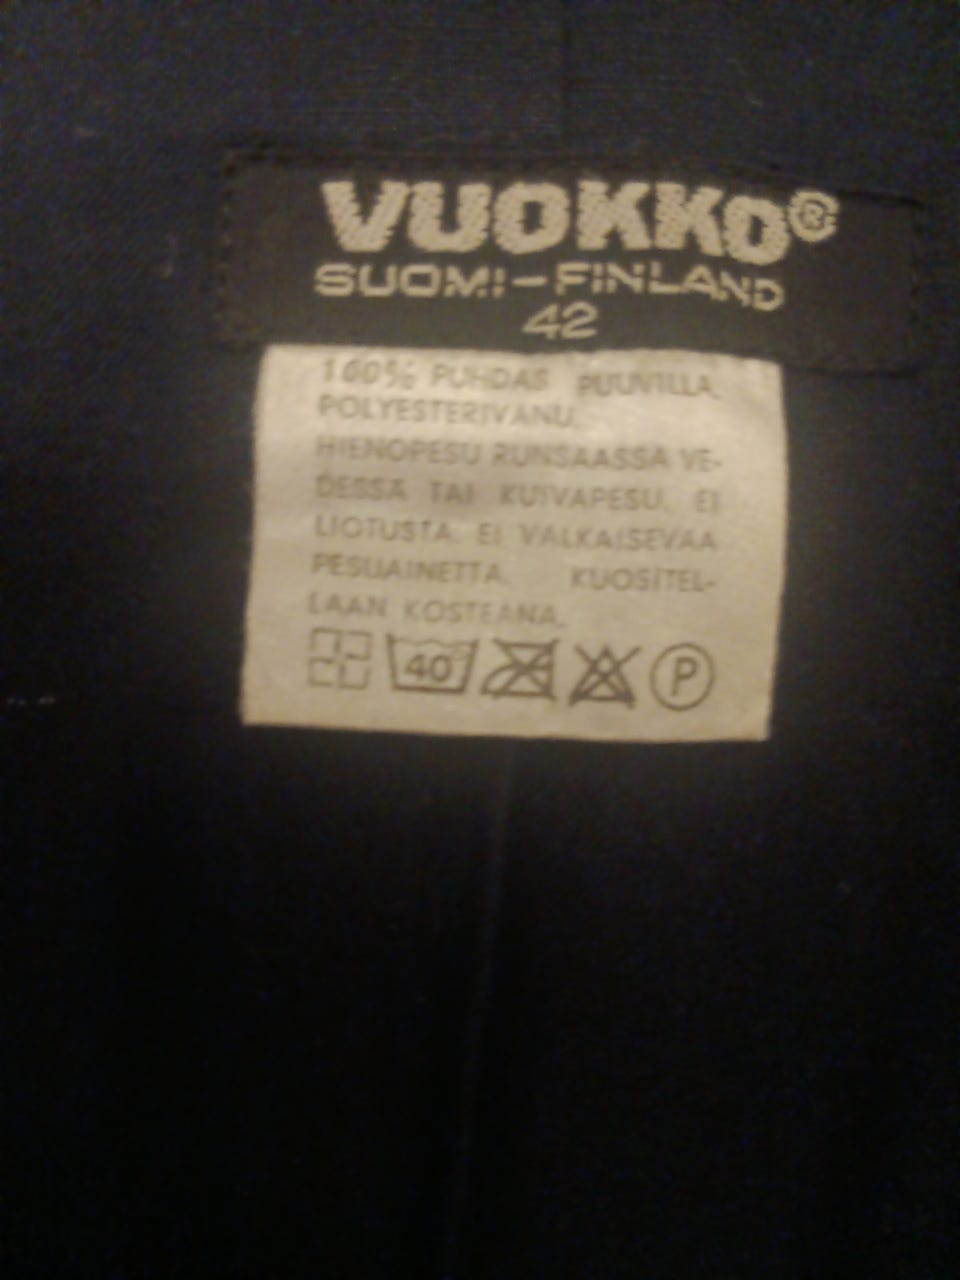 VUOKKO®
SUOMI-FINLAND
42
100% PUHDAS PUUVILLA.
POLYESTERIVANU.
HIENOPESU RUNSAASSA VE-
DESSÄ TAI KUIVAPESU. EI
LIOTUSTA. EI VALKAISEVAA
PESUAINETTA. KUOSITEL-
LAAN KOSTEANA.
40° P